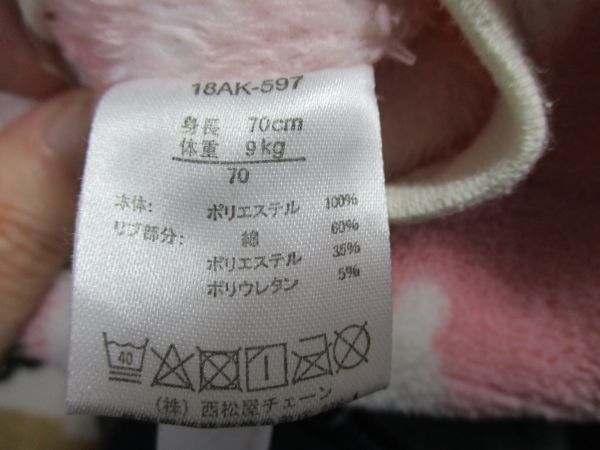 18AK-597
身長 70cm
体重 9kg
70
本体: ポリエステル 100%
リブ部分: 綿 60%
ポリエステル 35%
ポリウレタン 5%
40
(株) 西松屋チェーン